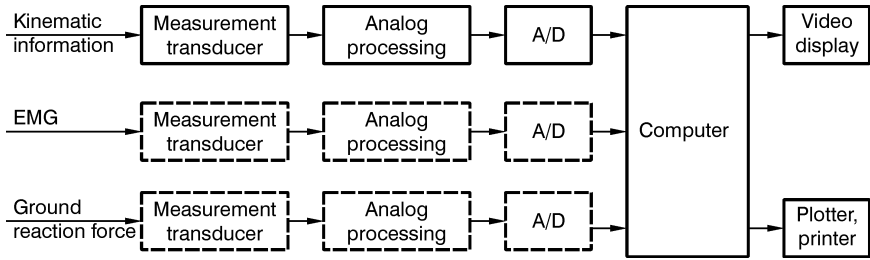 Kinematic
information
Measurement
transducer
Analog
processing
A/D
Video
display
EMG
Measurement
transducer
Analog
processing
A/D
Computer
Ground
reaction force
Measurement
transducer
Analog
processing
A/D
Plotter,
printer